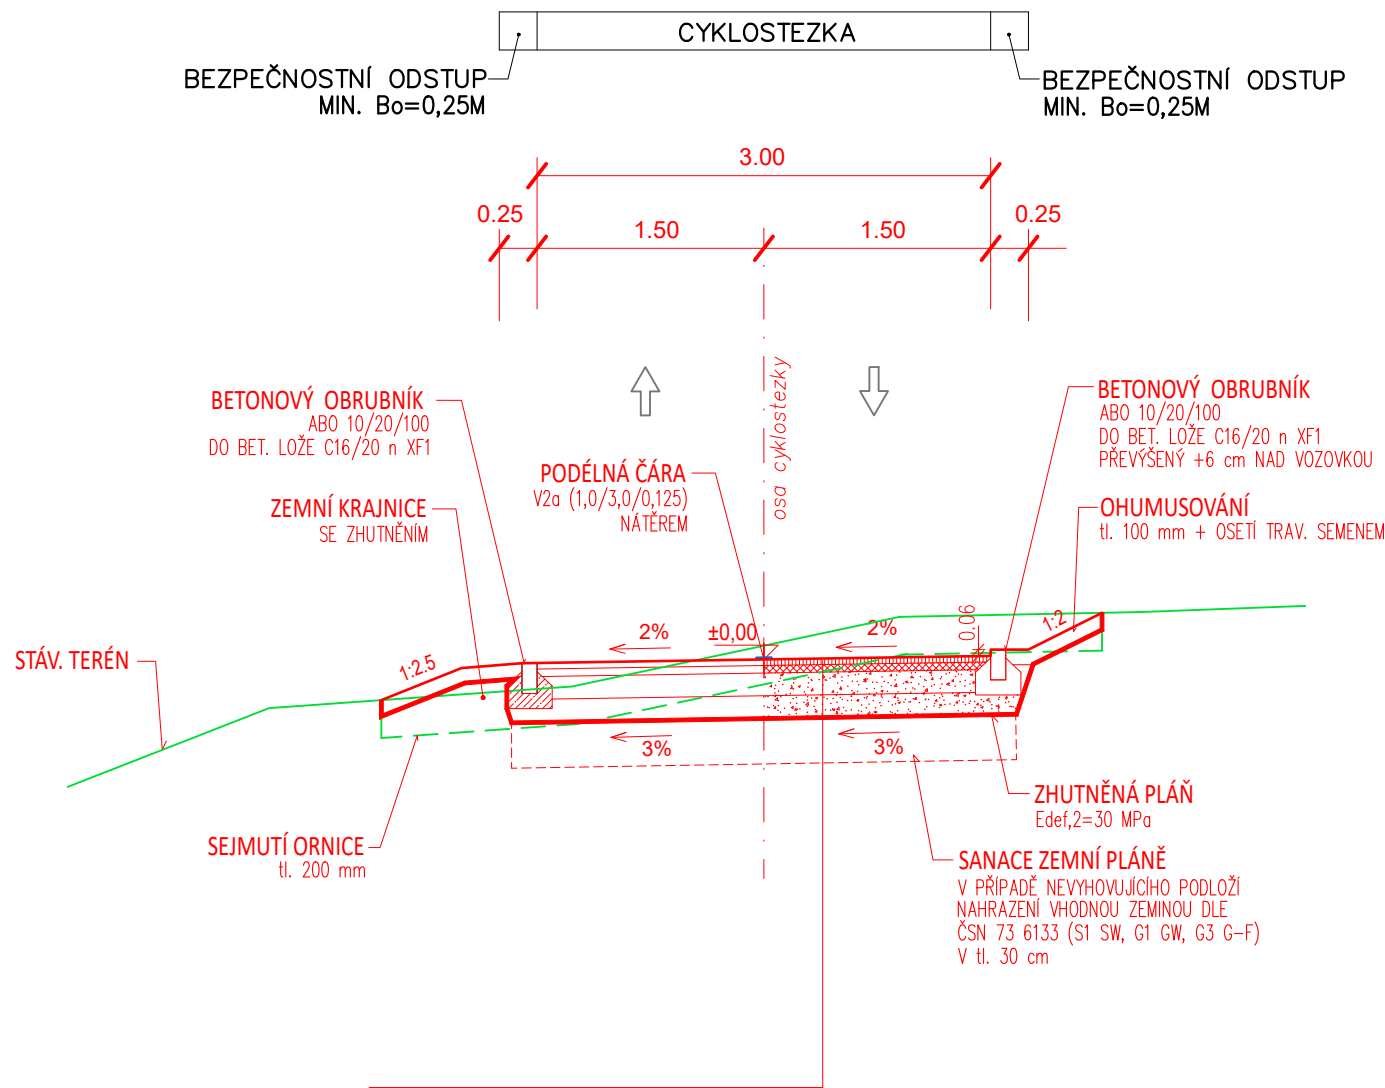 CYKLOSTEZKA
BEZPEČNOSTNÍ ODSTUP
MIN. Bo=0,25M
BEZPEČNOSTNÍ ODSTUP
MIN. Bo=0,25M
3.00
0.25
1.50
1.50
0.25
osa cyklostezky
BETONOVÝ OBRUBNÍK
ABO 10/20/100
DO BET. LOŽE C16/20 n XF1
BETONOVÝ OBRUBNÍK
ABO 10/20/100
DO BET. LOŽE C16/20 n XF1
PŘEVÝŠENÝ +6 cm NAD VOZOVKOU
PODÉLNÁ ČÁRA
V2a (1,0/3,0/0,125)
NÁTĚREM
ZEMNÍ KRAJNICE
SE ZHUTNĚNÍM
OHUMUSOVÁNÍ
tl. 100 mm + OSETÍ TRAV. SEMENEM
STÁV. TERÉN
1:2.5
2%
±0,00
2%
0.06
1:2
3%
3%
SEJMUTÍ ORNICE
tl. 200 mm
ZHUTNĚNÁ PLÁŇ
Edef,2=30 MPa
SANACE ZEMNÍ PLÁNĚ
V PŘÍPADĚ NEVYHOVUJÍCÍHO PODLOŽÍ
NAHRAZENÍ VHODNOU ZEMINOU DLE
ČSN 73 6133 (S1 SW, G1 GW, G3 G-F)
V tl. 30 cm